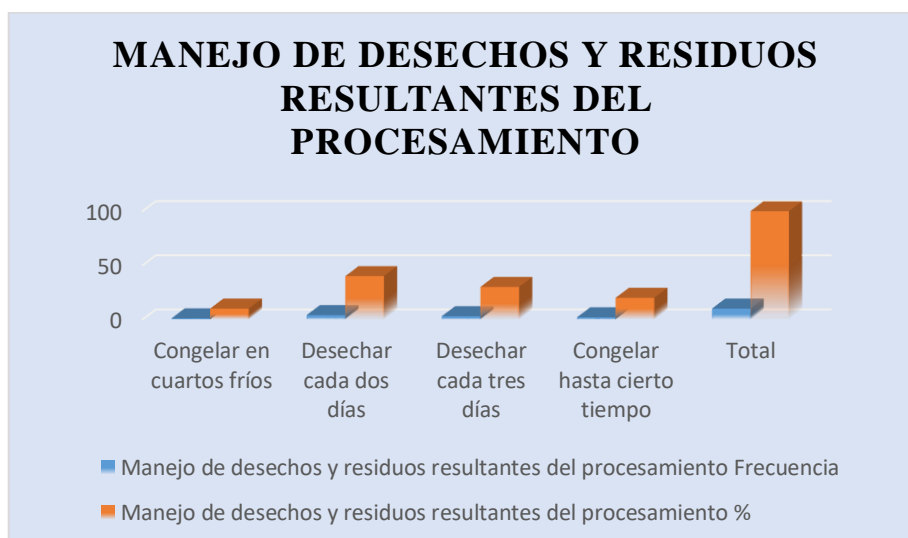 MANEJO DE DESECHOS Y RESIDUOS
RESULTANTES DEL
PROCESAMIENTO
100
50
0
Congelar en
cuartos fríos
Desechar
cada dos
días
Desechar
cada tres
días
Congelar
hasta cierto
tiempo
Total
Manejo de desechos y residuos resultantes del procesamiento Frecuencia
Manejo de desechos y residuos resultantes del procesamiento %